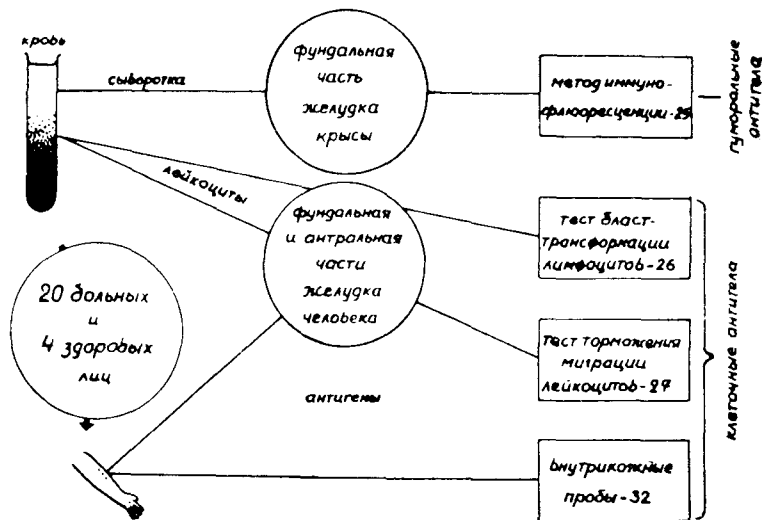 кровь
сыворотка
лейкоциты
фундальная
часть
желудка
крысы
метод иммуно-
флюоресценции-25
гуморальные
антитела
фундальная
и антральная
части
желудка
человека
тест бласт-
трансформации
лимфоцитов-26
20 больных
и
4 здоровых
лиц
тест торможения
миграции
лейкоцитов-27
антигены
внутрикожные
пробы-32
клеточные антитела